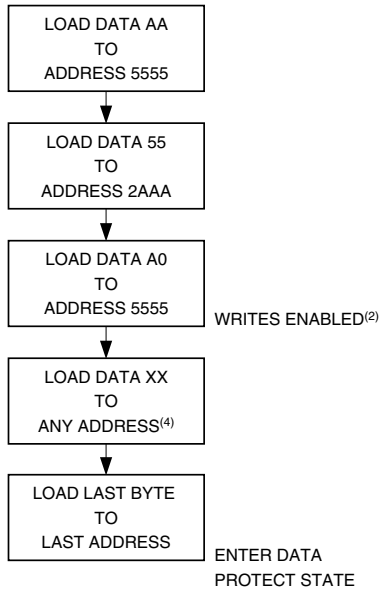 LOAD DATA AA
TO
ADDRESS 5555
LOAD DATA 55
TO
ADDRESS 2AAA
LOAD DATA A0
TO
ADDRESS 5555
WRITES ENABLED(2)
LOAD DATA XX
TO
ANY ADDRESS(4)
LOAD LAST BYTE
TO
LAST ADDRESS
ENTER DATA
PROTECT STATE